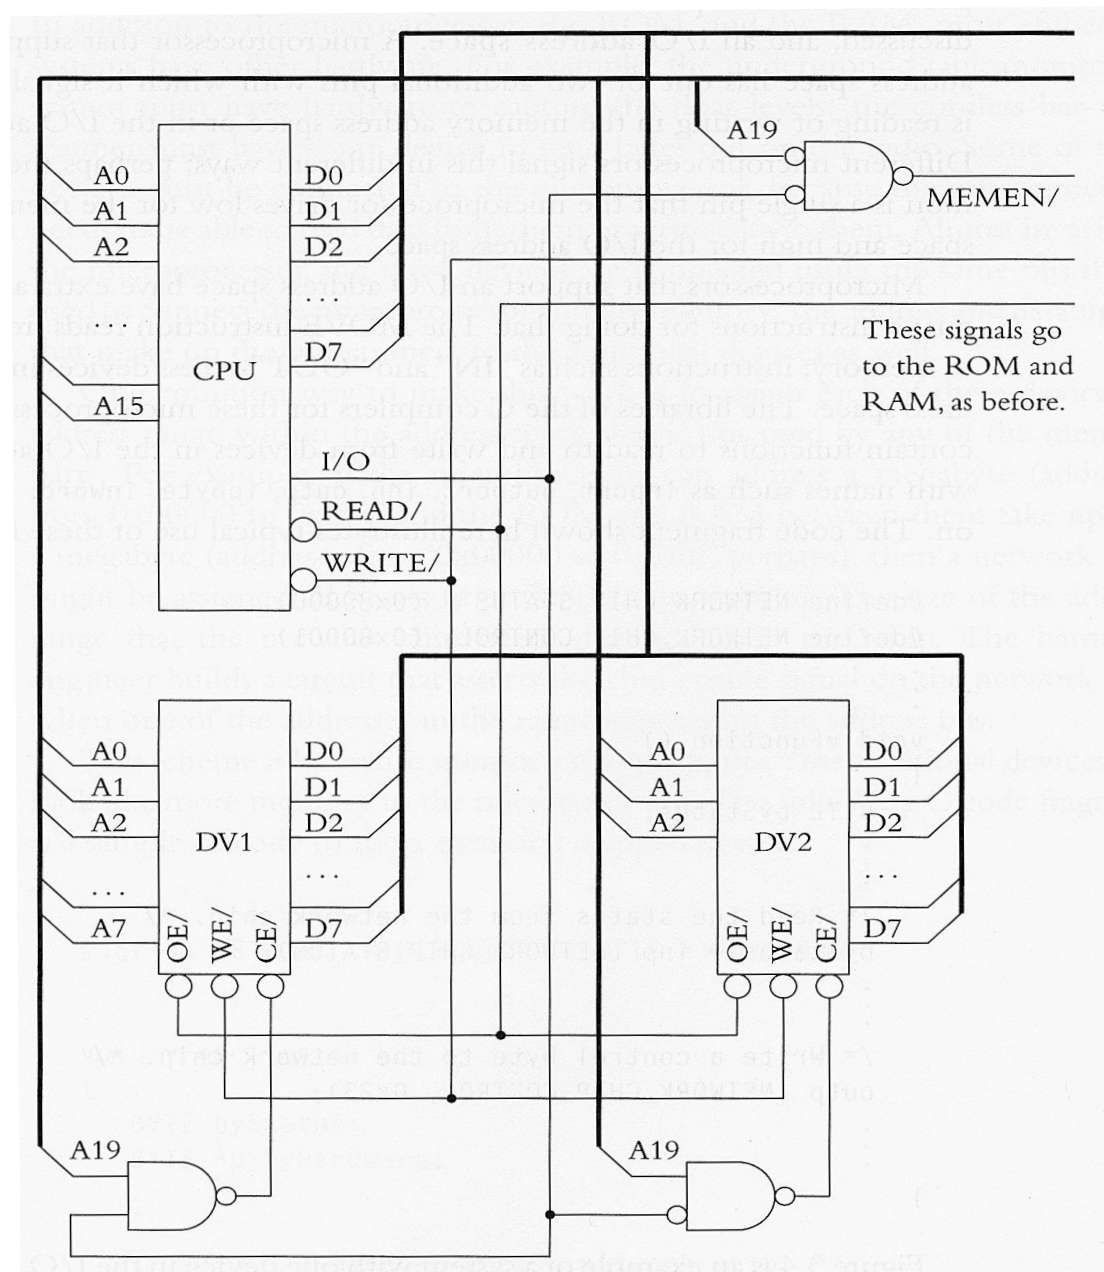 A19
MEMEN/
These signals go
to the ROM and
RAM, as before.
A0
A1
A2
A15
CPU
D0
D1
D2
...
D7
I/O
READ/
WRITE/
A0
A1
A2
...
A7
DV1
D0
D1
D2
...
D7
OE/
WE/
CE/
A0
A1
A2
DV2
D0
D1
D2
...
D7
OE/
WE/
CE/
A19
A19